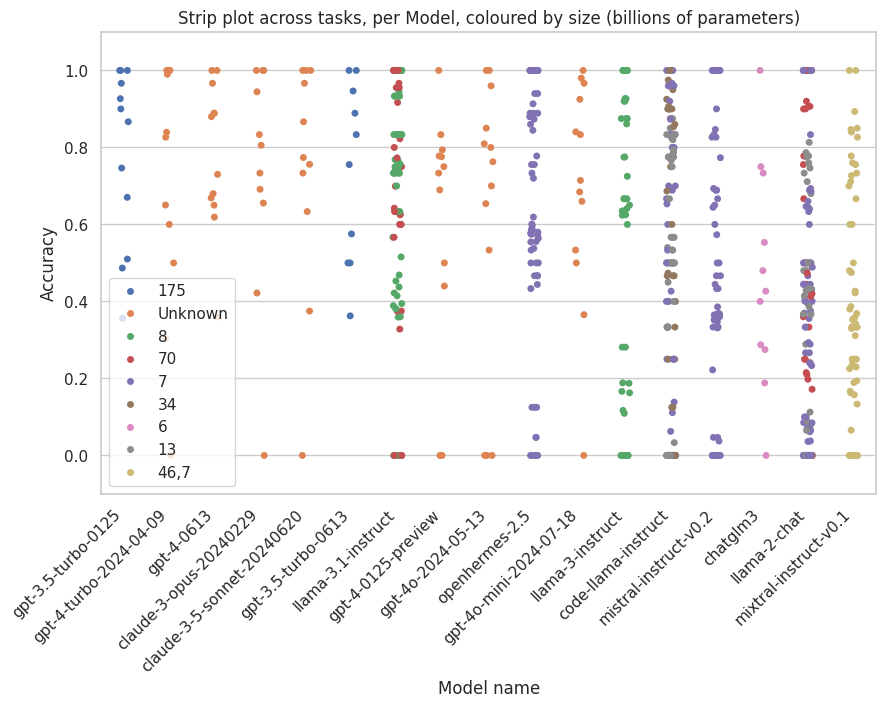 Strip plot across tasks, per Model, coloured by size (billions of parameters)
Accuracy
1.0
0.8
0.6
0.4
0.2
0.0
175
Unknown
8
70
7
34
6
13
46,7
gpt-3.5-turbo-0125
gpt-4-turbo-2024-04-09
gpt-4-0613
claude-3-opus-20240229
claude-3-5-sonnet-20240620
gpt-3.5-turbo-0613
llama-3.1-instruct
gpt-4-0125-preview
gpt-4o-2024-05-13
openhermes-2.5
gpt-4o-mini-2024-07-18
llama-3-instruct
code-llama-instruct
mistral-instruct-v0.2
chatglm3
llama-2-chat
mixtral-instruct-v0.1
Model name